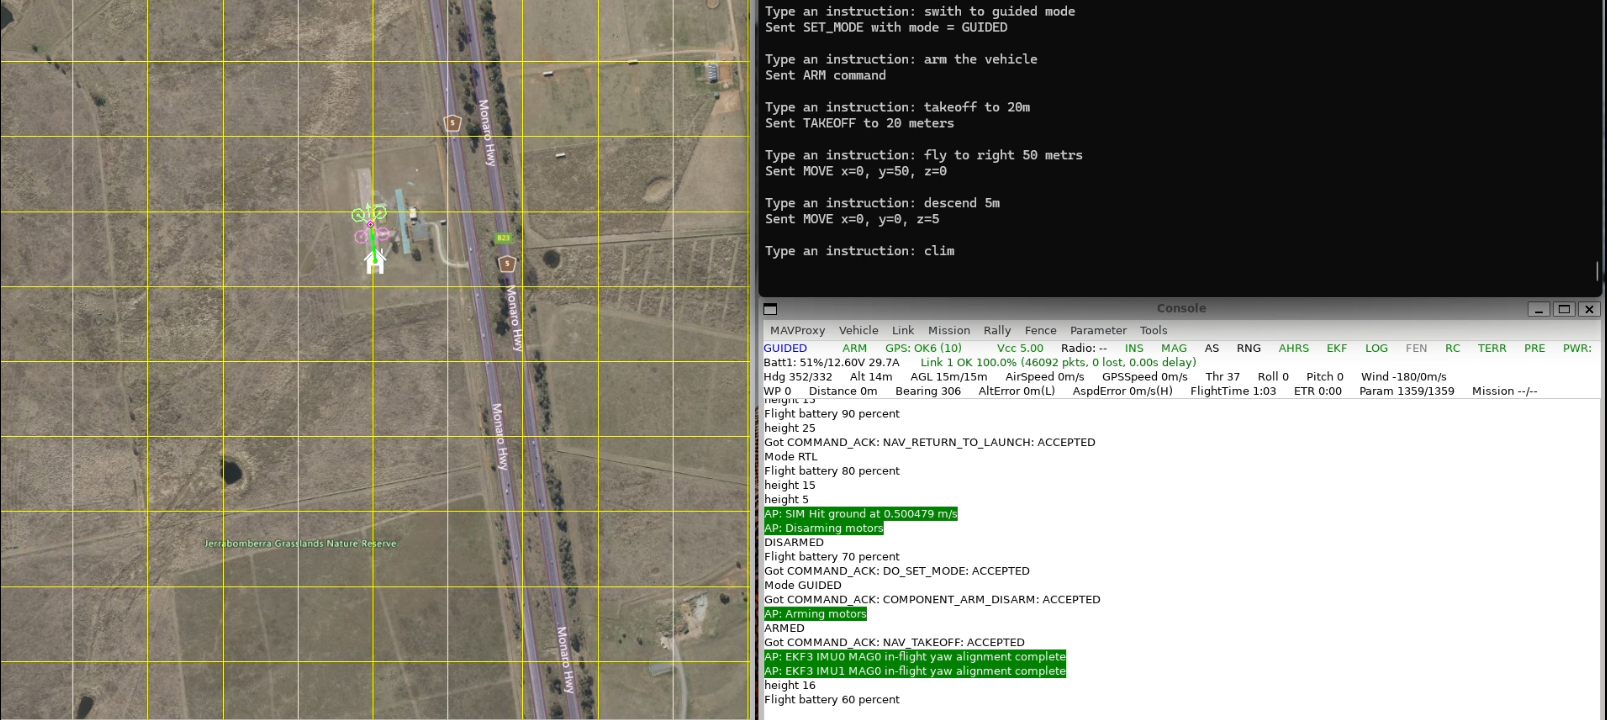 Monaro Hwy
Monaro Hwy
Monaro Hwy
Monaro Hwy
S
B23
S
H
Jerrabomberra Grasslands Nature Reserve
Type an instruction: swith to guided mode
Sent SET_MODE with mode = GUIDED
Type an instruction: arm the vehicle
Sent ARM command
Type an instruction: takeoff to 20m
Sent TAKEOFF to 20 meters
Type an instruction: fly to right 50 metrs
Sent MOVE x=0, y=50, z=0
Type an instruction: descend 5m
Sent MOVE x=0, y=0, z=5
Type an instruction: clim
Console
MAVProxy Vehicle Link Mission Rally Fence Parameter Tools
GUIDED ARM GPS: OK6 (10) Vcc 5.00 Radio: -- INS MAG AS RNG AHRS EKF LOG FEN RC TERR PRE PWR:
Batt1: 51%/12.60V 29.7A Link 1 OK 100.0% (46092 pkts, 0 lost, 0.00s delay)
Hdg 352/332 Alt 14m AGL 15m/15m AirSpeed 0m/s GPSSpeed 0m/s Thr 37 Roll 0 Pitch 0 Wind -180/0m/s
WP 0 Distance 0m Bearing 306 AltError 0m(L) AspdError 0m/s(H) FlightTime 1:03 ETR 0:00 Param 1359/1359 Mission --/--
height 15
Flight battery 90 percent
height 25
Got COMMAND_ACK: NAV_RETURN_TO_LAUNCH: ACCEPTED
Mode RTL
Flight battery 80 percent
height 15
height 5
AP: SIM Hit ground at 0.500479 m/s
AP: Disarming motors
DISARMED
Flight battery 70 percent
Got COMMAND_ACK: DO_SET_MODE: ACCEPTED
Mode GUIDED
Got COMMAND_ACK: COMPONENT_ARM_DISARM: ACCEPTED
AP: Arming motors
ARMED
Got COMMAND_ACK: NAV_TAKEOFF: ACCEPTED
AP: EKF3 IMU0 MAG0 in-flight yaw alignment complete
AP: EKF3 IMU1 MAG0 in-flight yaw alignment complete
height 16
Flight battery 60 percent